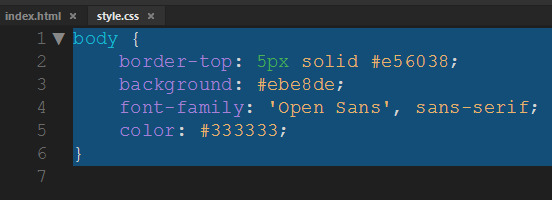 index.html × style.css ×
1 ▼ body {
2 border-top: 5px solid #e56038;
3 background: #ebe8de;
4 font-family: 'Open Sans', sans-serif;
5 color: #333333;
6 }
7